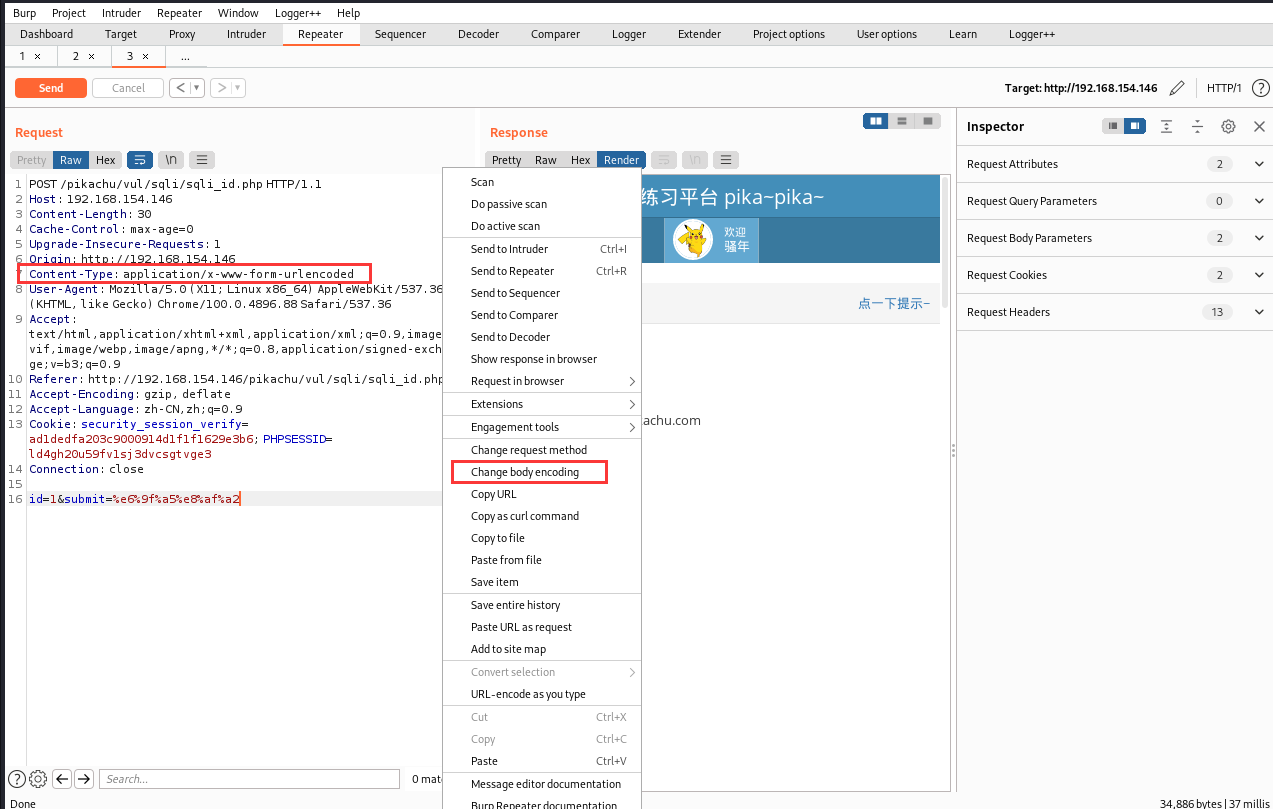 Burp Project Intruder Repeater Window Logger++ Help
Dashboard Target Proxy Intruder Repeater Sequencer Decoder Comparer Logger Extender Project options User options Learn Logger++
1 × 2 × 3 × ...
Send Cancel < > Target: http://192.168.154.146 HTTP/1 ?
Request
Pretty Raw Hex \n
1 POST /pikachu/vul/sqli/sqli_id.php HTTP/1.1
2 Host: 192.168.154.146
3 Content-Length: 30
4 Cache-Control: max-age=0
5 Upgrade-Insecure-Requests: 1
6 Origin: http://192.168.154.146
7 Content-Type: application/x-www-form-urlencoded
8 User-Agent: Mozilla/5.0 (X11; Linux x86_64) AppleWebKit/537.36
(KHTML, like Gecko) Chrome/100.0.4896.88 Safari/537.36
9 Accept:
text/html,application/xhtml+xml,application/xml;q=0.9,image
vif,image/webp,image/apng,*/*;q=0.8,application/signed-exch
ge;v=b3;q=0.9
10 Referer: http://192.168.154.146/pikachu/vul/sqli/sqli_id.php
11 Accept-Encoding: gzip, deflate
12 Accept-Language: zh-CN,zh;q=0.9
13 Cookie: security_session_verify=
ad1dedfa203c9000914d1f1f1629e3b6; PHPSESSID=
ld4gh20u59fv1sj3dvcsgtvge3
14 Connection: close
15
16 id=1&submit=%e6%9f%a5%e8%af%a2
? Search... 0 mat
Done
Response
Pretty Raw Hex Render \n
练习平台 pika~pika~
欢迎
骚年
点一下提示~
achu.com
Scan
Do passive scan
Do active scan
Send to Intruder Ctrl+I
Send to Repeater Ctrl+R
Send to Sequencer
Send to Comparer
Send to Decoder
Show response in browser
Request in browser
Extensions
Engagement tools
Change request method
Change body encoding
Copy URL
Copy as curl command
Copy to file
Paste from file
Save item
Save entire history
Paste URL as request
Add to site map
Convert selection
URL-encode as you type
Cut Ctrl+X
Copy Ctrl+C
Paste Ctrl+V
Message editor documentation
Burp Repeater documentation
Inspector
Request Attributes 2
Request Query Parameters 0
Request Body Parameters 2
Request Cookies 2
Request Headers 13
34,886 bytes | 37 millis